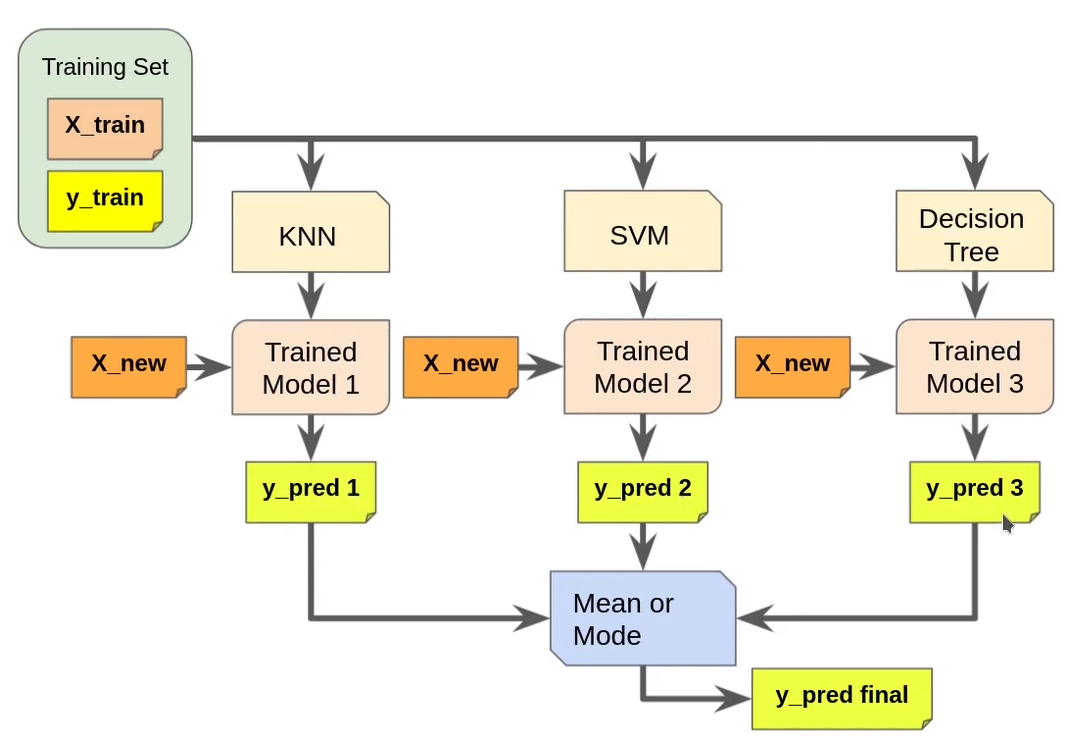 Training Set
X_train
y_train
KNN
SVM
Decision
Tree
X_new
Trained
Model 1
X_new
Trained
Model 2
X_new
Trained
Model 3
y_pred 1
y_pred 2
y_pred 3
Mean or
Mode
y_pred final